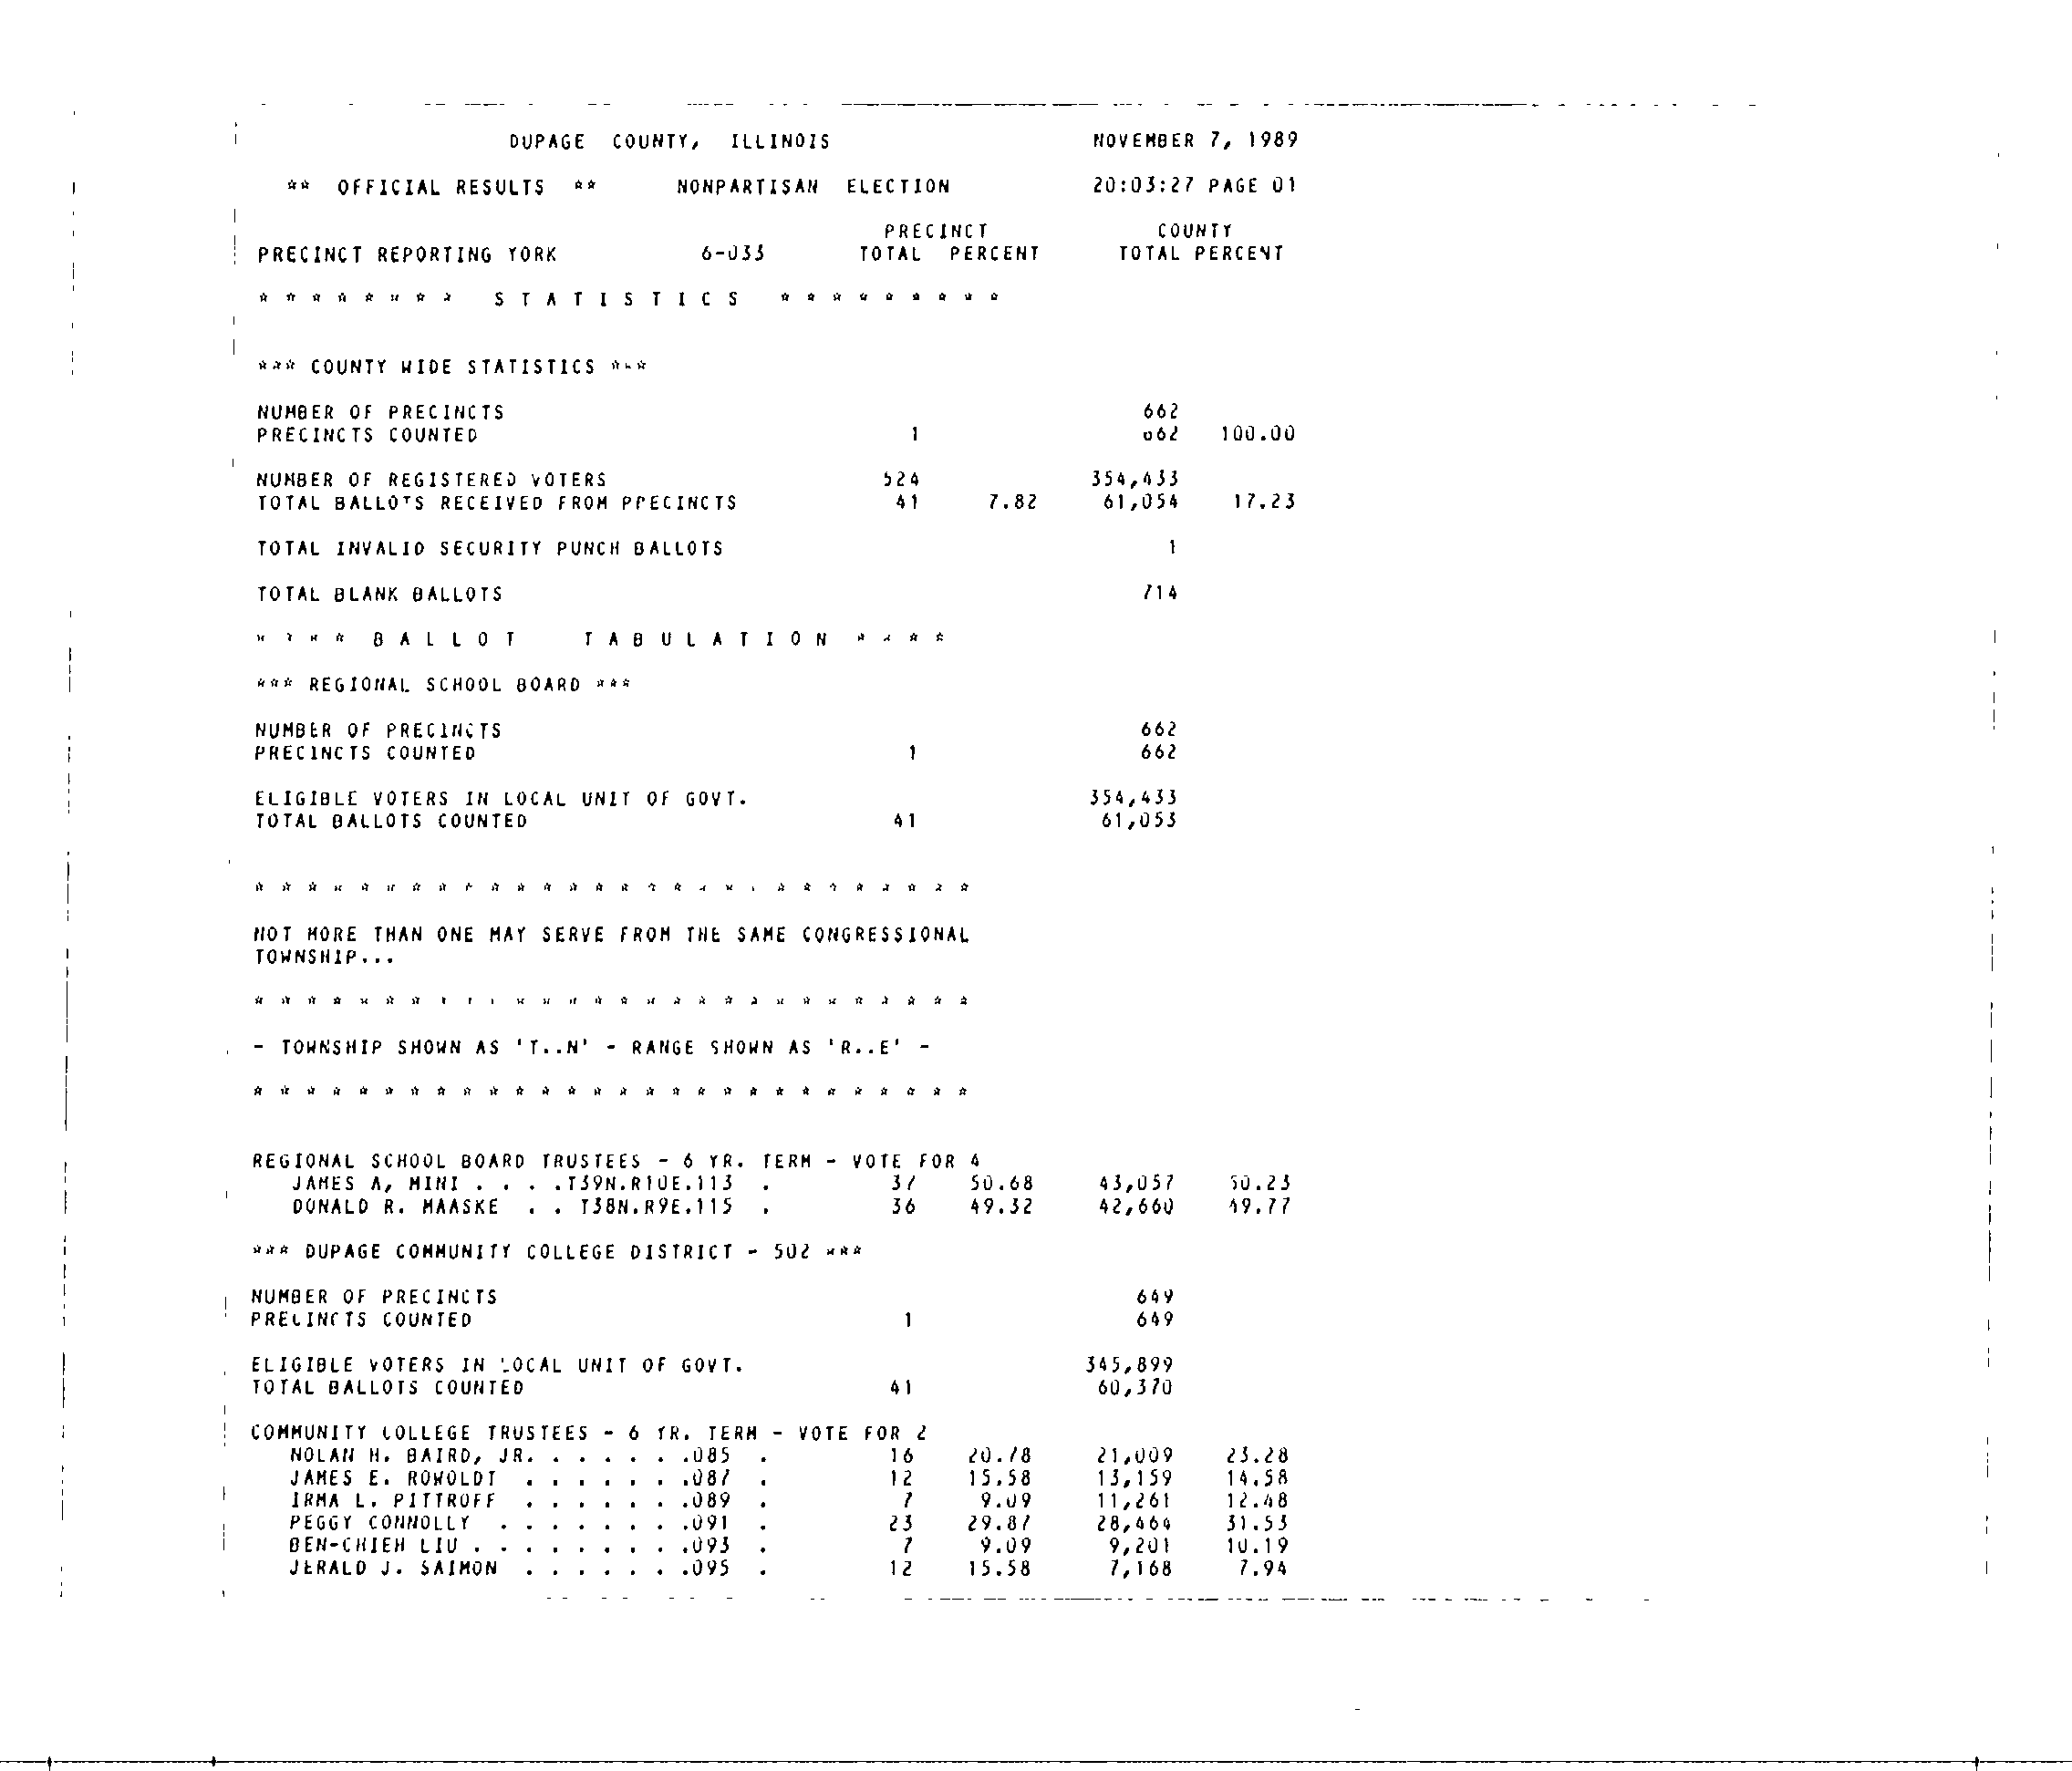 DUPAGE COUNTY, ILLINOIS NOVEMBER 7, 1989
** OFFICIAL RESULTS ** NONPARTISAN ELECTION 20:03:27 PAGE 01
PRECINCT COUNTY
PRECINCT REPORTING YORK 6-033 TOTAL PERCENT TOTAL PERCENT
* * * * * * * * S T A T I S T I C S * * * * * * * * *
*** COUNTY WIDE STATISTICS ***
NUMBER OF PRECINCTS 662
PRECINCTS COUNTED 1 662 100.00
NUMBER OF REGISTERED VOTERS 524 354,433
TOTAL BALLOTS RECEIVED FROM PRECINCTS 41 7.82 61,054 17.23
TOTAL INVALID SECURITY PUNCH BALLOTS 1
TOTAL BLANK BALLOTS 714
* * * * B A L L O T T A B U L A T I O N * * * *
*** REGIONAL SCHOOL BOARD ***
NUMBER OF PRECINCTS 662
PRECINCTS COUNTED 1 662
ELIGIBLE VOTERS IN LOCAL UNIT OF GOVT. 354,433
TOTAL BALLOTS COUNTED 41 61,053
* * * * * * * * * * * * * * * * * * * * * * * * * * * *
NOT MORE THAN ONE MAY SERVE FROM THE SAME CONGRESSIONAL
TOWNSHIP...
* * * * * * * * * * * * * * * * * * * * * * * * * * * *
- TOWNSHIP SHOWN AS 'T..N' - RANGE SHOWN AS 'R..E' -
* * * * * * * * * * * * * * * * * * * * * * * * * * * *
REGIONAL SCHOOL BOARD TRUSTEES - 6 YR. TERM - VOTE FOR 4
JAMES A, MINI . . . .T39N.R10E.113 . 37 50.68 43,057 50.23
DONALD R. MAASKE . . T38N.R9E.115 . 36 49.32 42,660 49.77
*** DUPAGE COMMUNITY COLLEGE DISTRICT - 502 ***
NUMBER OF PRECINCTS 649
PRECINCTS COUNTED 1 649
ELIGIBLE VOTERS IN LOCAL UNIT OF GOVT. 345,899
TOTAL BALLOTS COUNTED 41 60,370
COMMUNITY COLLEGE TRUSTEES - 6 YR. TERM - VOTE FOR 2
NOLAN H. BAIRD, JR. . . . . . .085 . 16 20.78 21,009 23.28
JAMES E. ROWOLDT . . . . . . .087 . 12 15.58 13,159 14.58
IRMA L. PITTROFF . . . . . . .089 . 7 9.09 11,261 12.48
PEGGY CONNOLLY . . . . . . . .091 . 23 29.87 28,464 31.53
BEN-CHIEH LIU . . . . . . . . .093 . 7 9.09 9,201 10.19
JERALD J. SAIMON . . . . . . .095 . 12 15.58 7,168 7.94